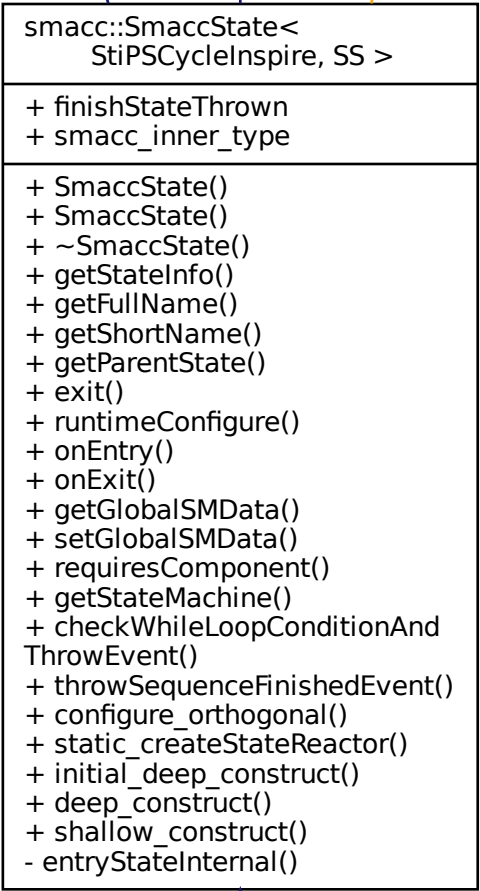 smacc::SmaccState<
StiPSCycleInspire, SS >
+ finishStateThrown
+ smacc_inner_type
+ SmaccState()
+ SmaccState()
+ ~SmaccState()
+ getStateInfo()
+ getFullName()
+ getShortName()
+ getParentState()
+ exit()
+ runtimeConfigure()
+ onEntry()
+ onExit()
+ getGlobalSMData()
+ setGlobalSMData()
+ requiresComponent()
+ getStateMachine()
+ checkWhileLoopConditionAnd
ThrowEvent()
+ throwSequenceFinishedEvent()
+ configure_orthogonal()
+ static_createStateReactor()
+ initial_deep_construct()
+ deep_construct()
+ shallow_construct()
- entryStateInternal()